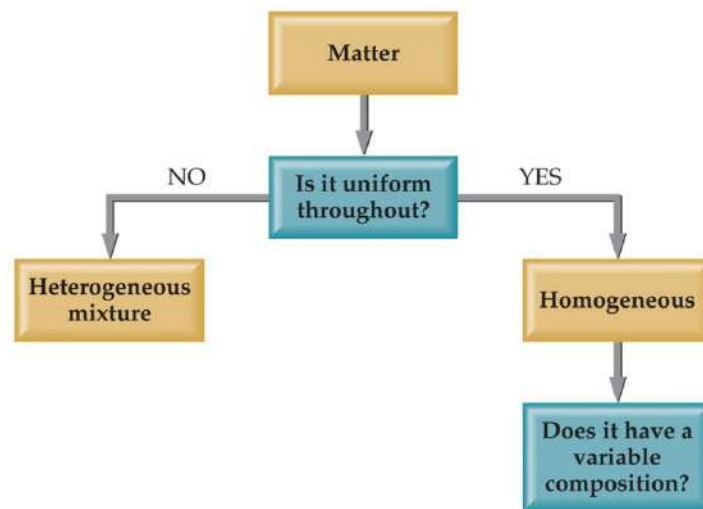 Matter
NO
Is it uniform
throughout?
YES
Heterogeneous
mixture
Homogeneous
Does it have a
variable
composition?